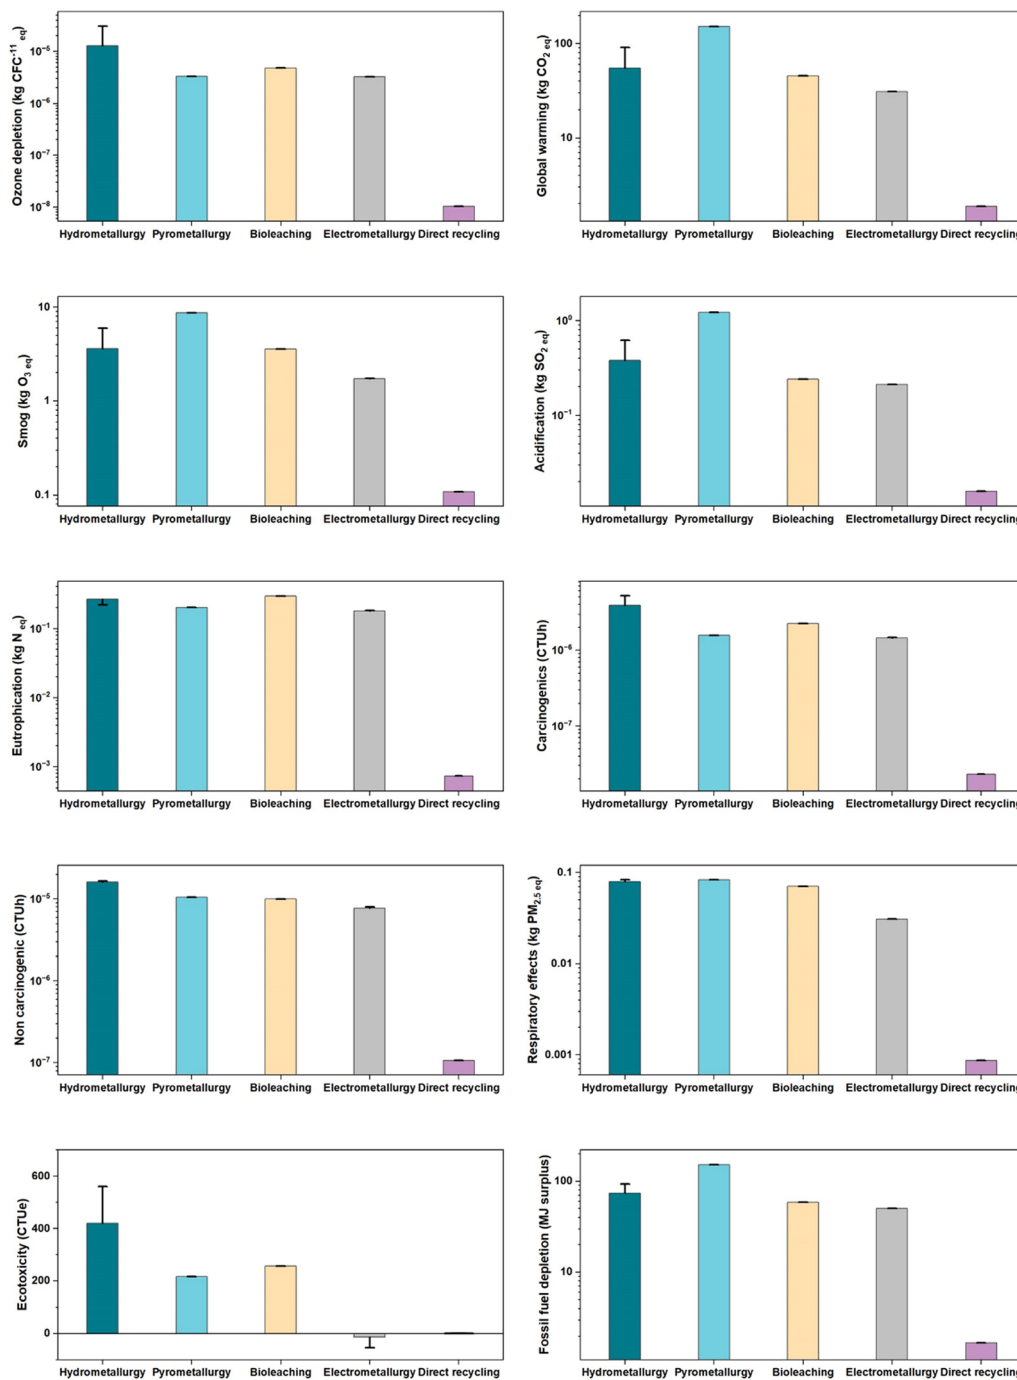 Ozone depletion (kg CFC⁻¹¹ eq)
10⁻⁵
10⁻⁶
10⁻⁷
10⁻⁸
Hydrometallurgy Pyrometallurgy Bioleaching Electrometallurgy Direct recycling
Global warming (kg CO₂ eq)
100
10
Hydrometallurgy Pyrometallurgy Bioleaching Electrometallurgy Direct recycling
Smog (kg O₃ eq)
10
1
0.1
Hydrometallurgy Pyrometallurgy Bioleaching Electrometallurgy Direct recycling
Acidification (kg SO₂ eq)
10⁰
10⁻¹
Hydrometallurgy Pyrometallurgy Bioleaching Electrometallurgy Direct recycling
Eutrophication (kg N eq)
10⁻¹
10⁻²
10⁻³
Hydrometallurgy Pyrometallurgy Bioleaching Electrometallurgy Direct recycling
Carcinogenics (CTUh)
10⁻⁶
10⁻⁷
Hydrometallurgy Pyrometallurgy Bioleaching Electrometallurgy Direct recycling
Non carcinogenic (CTUh)
10⁻⁵
10⁻⁶
10⁻⁷
Hydrometallurgy Pyrometallurgy Bioleaching Electrometallurgy Direct recycling
Respiratory effects (kg PM₂.₅ eq)
0.1
0.01
0.001
Hydrometallurgy Pyrometallurgy Bioleaching Electrometallurgy Direct recycling
Ecotoxicity (CTUe)
600
400
200
0
Hydrometallurgy Pyrometallurgy Bioleaching Electrometallurgy Direct recycling
Fossil fuel depletion (MJ surplus)
100
10
Hydrometallurgy Pyrometallurgy Bioleaching Electrometallurgy Direct recycling